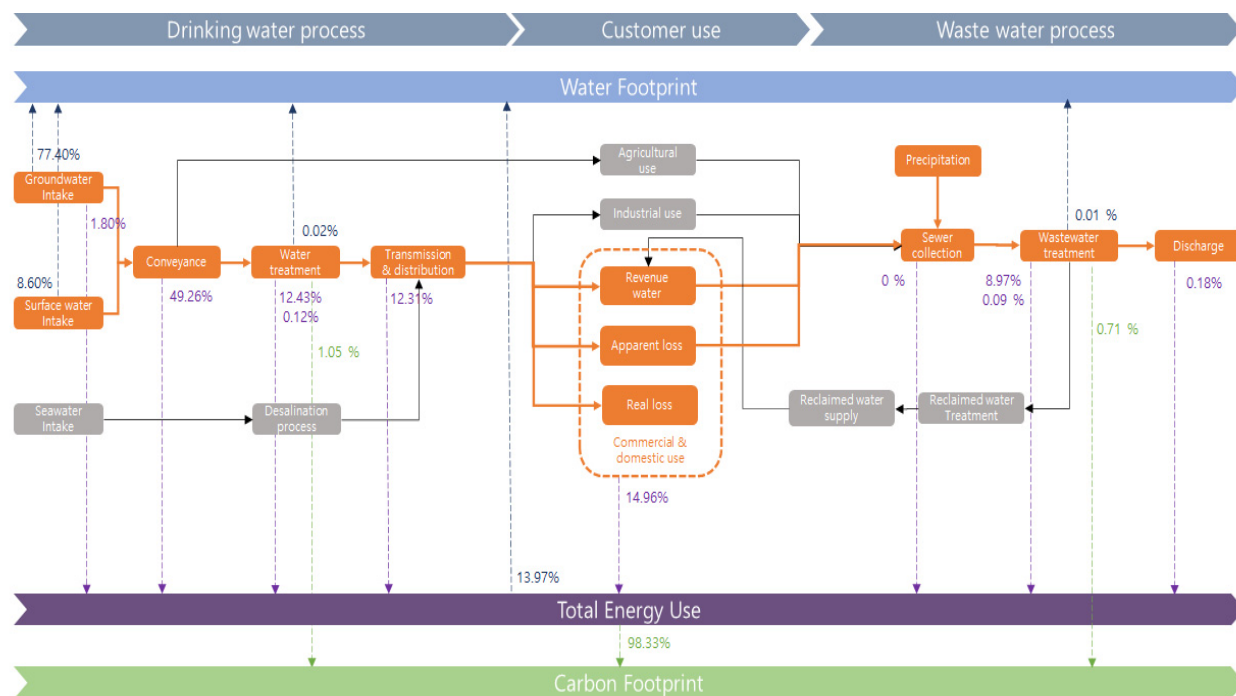 Drinking water process
Customer use
Waste water process
Water Footprint
77.40%
Groundwater
Intake
1.80%
8.60%
Surface water
Intake
Conveyance
49.26%
0.02%
Water
treatment
12.43%
0.12%
1.05 %
Transmission
& distribution
12.31%
Seawater
Intake
Desalination
process
Agricultural
use
Industrial use
Revenue
water
Apparent loss
Real loss
Commercial &
domestic use
14.96%
13.97%
Precipitation
Sewer
collection
0 %
0.01 %
Wastewater
treatment
8.97%
0.09 %
0.71 %
Discharge
0.18%
Reclaimed water
supply
Reclaimed water
Treatment
Total Energy Use
98.33%
Carbon Footprint